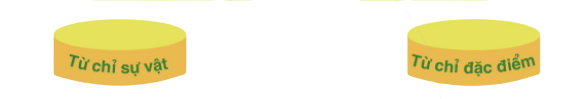 Từ chỉ sự vật
Từ chỉ đặc điểm